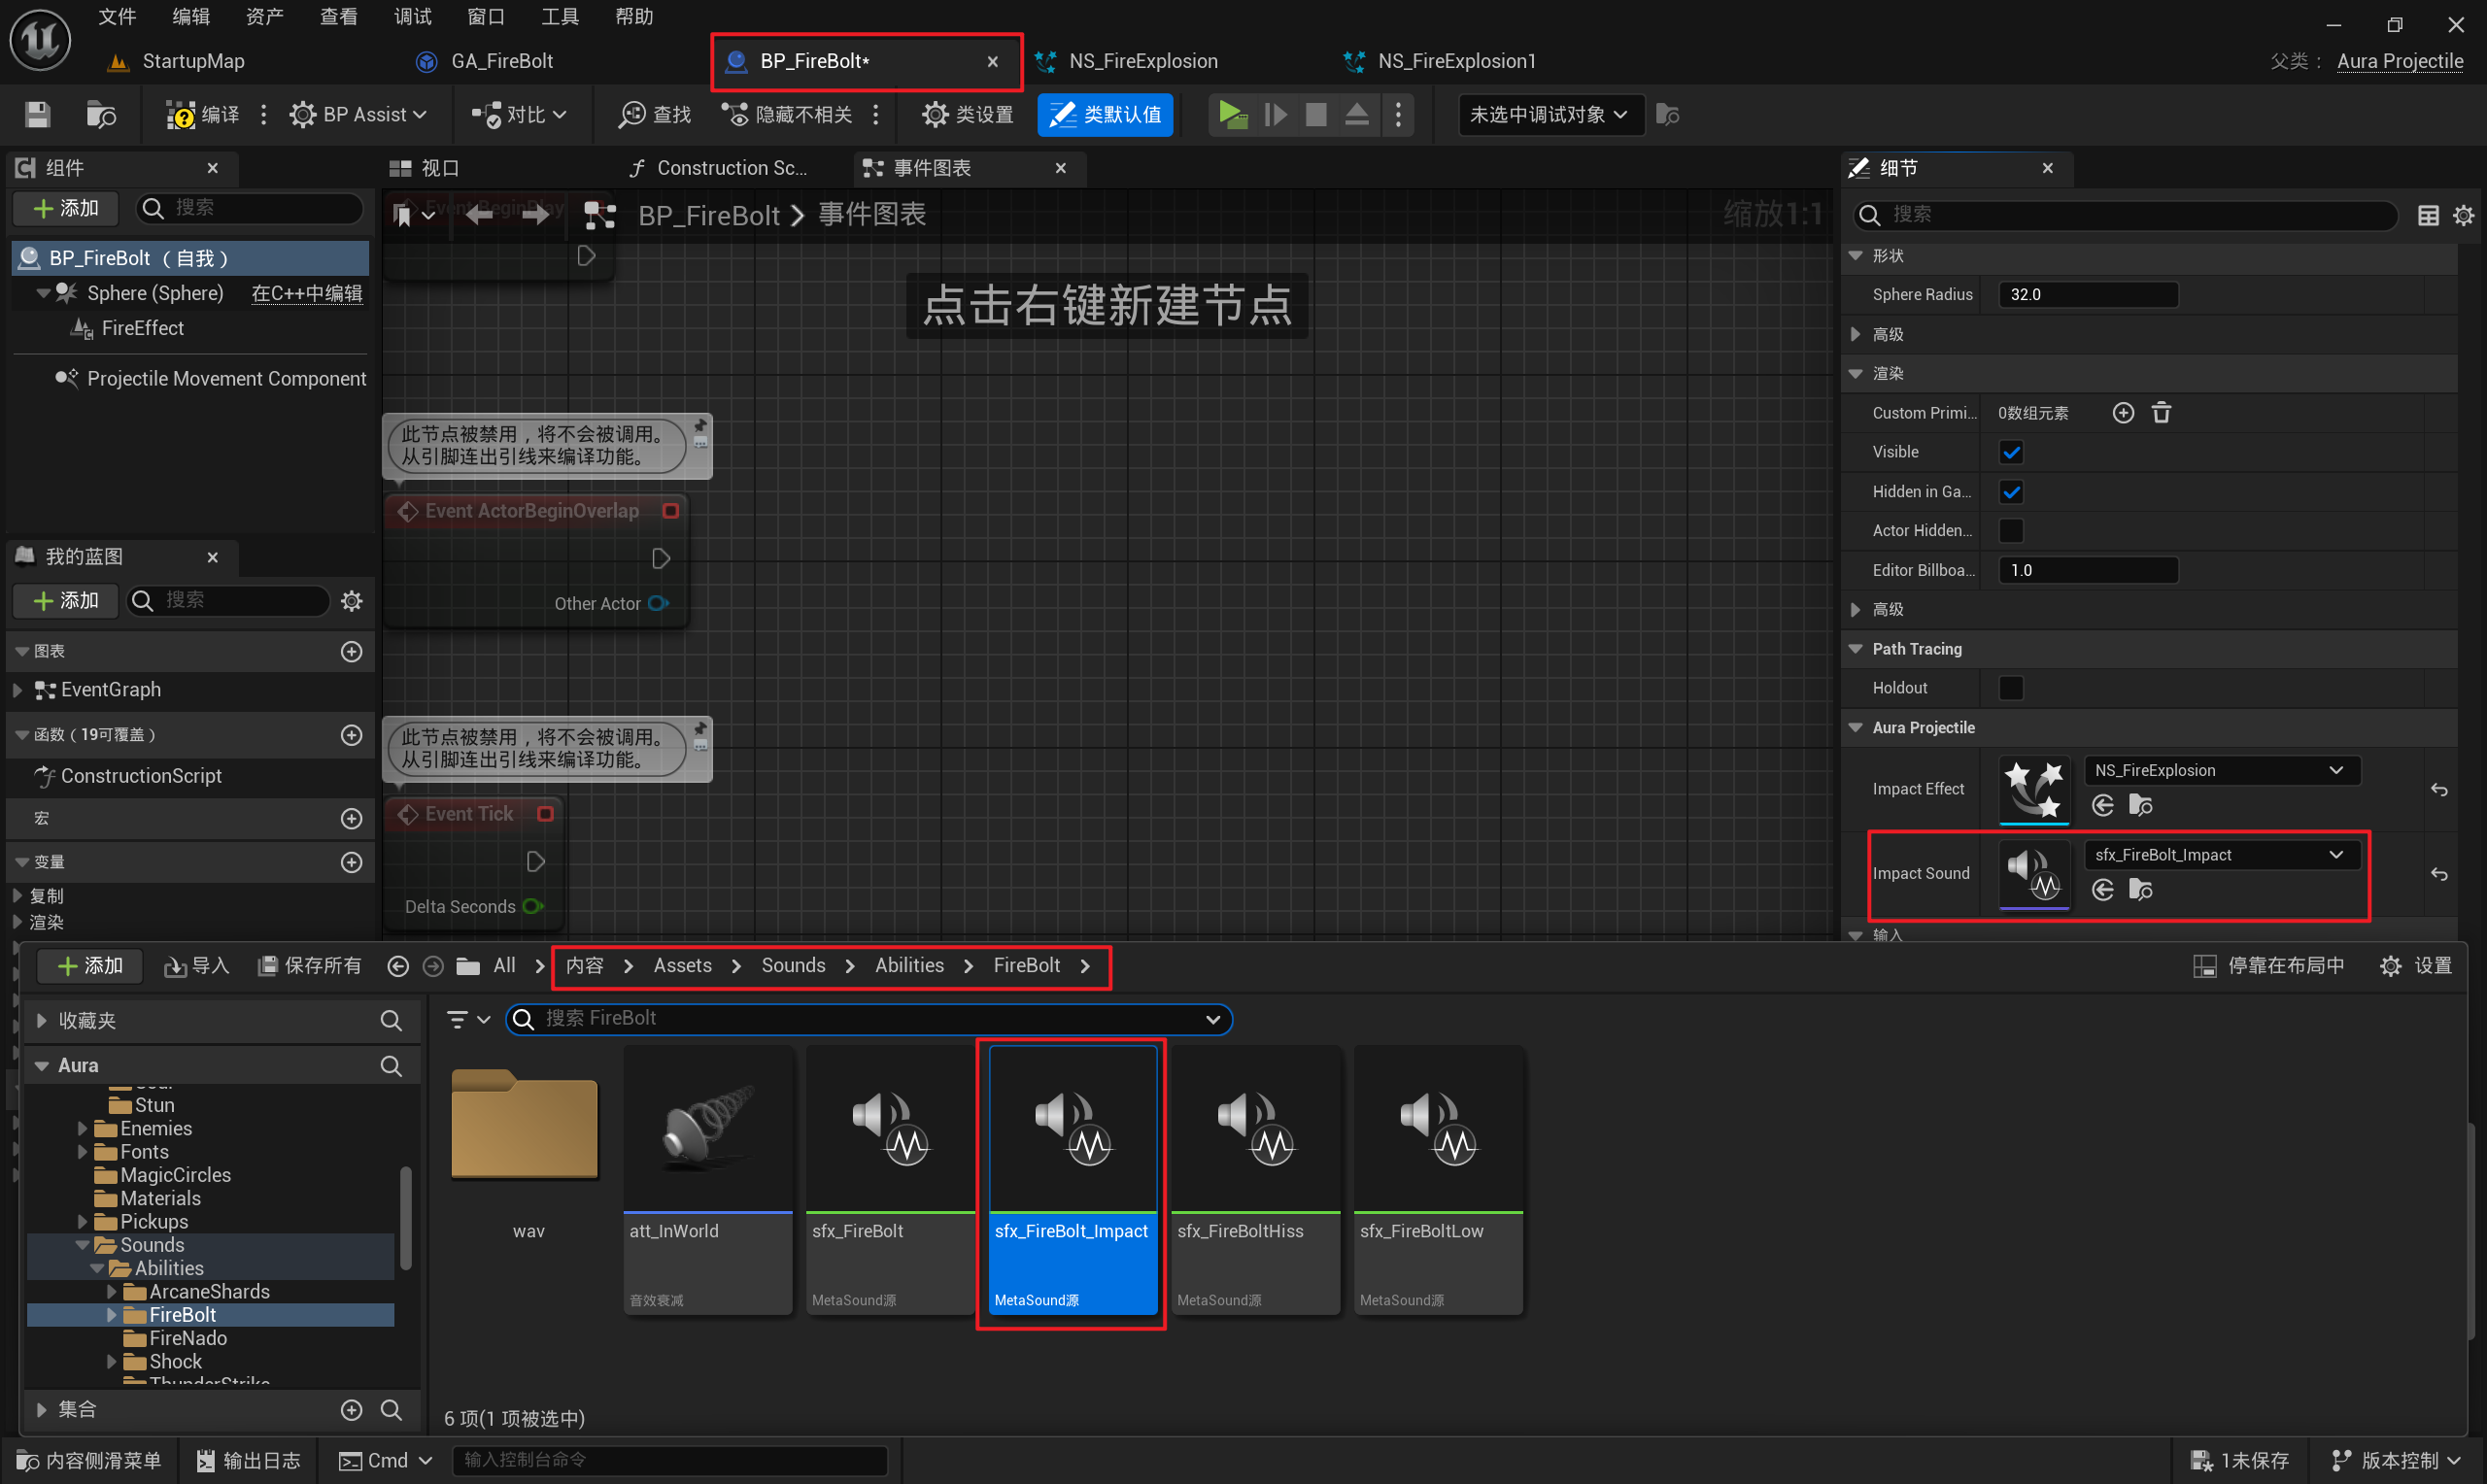 文件 编辑 资产 查看 调试 窗口 工具 帮助
StartupMap GA_FireBolt BP_FireBolt* NS_FireExplosion NS_FireExplosion1 父类： Aura Projectile
编译 BP Assist 对比 查找 隐藏不相关 类设置 类默认值 未选中调试对象
组件
添加 搜索
BP_FireBolt （自我）
Sphere (Sphere) 在C++中编辑
FireEffect
Projectile Movement Component
我的蓝图
添加 搜索
图表
EventGraph
函数（19可覆盖）
ConstructionScript
宏
变量
复制
渲染
视口 Construction Sc... 事件图表
Event BeginPlay
BP_FireBolt 事件图表 缩放1:1
点击右键新建节点
此节点被禁用，将不会被调用。
从引脚连出引线来编译功能。
Event ActorBeginOverlap
Other Actor
此节点被禁用，将不会被调用。
从引脚连出引线来编译功能。
Event Tick
Delta Seconds
细节
搜索
形状
Sphere Radius 32.0
高级
渲染
Custom Primi... 0数组元素
Visible
Hidden in Ga...
Actor Hidden...
Editor Billboa... 1.0
高级
Path Tracing
Holdout
Aura Projectile
Impact Effect NS_FireExplosion
Impact Sound sfx_FireBolt_Impact
输入
添加 导入 保存所有 All 内容 Assets Sounds Abilities FireBolt 停靠在布局中 设置
收藏夹
Aura
Stun
Enemies
Fonts
MagicCircles
Materials
Pickups
Sounds
Abilities
ArcaneShards
FireBolt
FireNado
Shock
ThunderStrike
集合
搜索 FireBolt
wav att_InWorld sfx_FireBolt sfx_FireBolt_Impact sfx_FireBoltHiss sfx_FireBoltLow
音效衰减 MetaSound源 MetaSound源 MetaSound源 MetaSound源
6 项(1 项被选中)
内容侧滑菜单 输出日志 Cmd 输入控制台命令 1未保存 版本控制